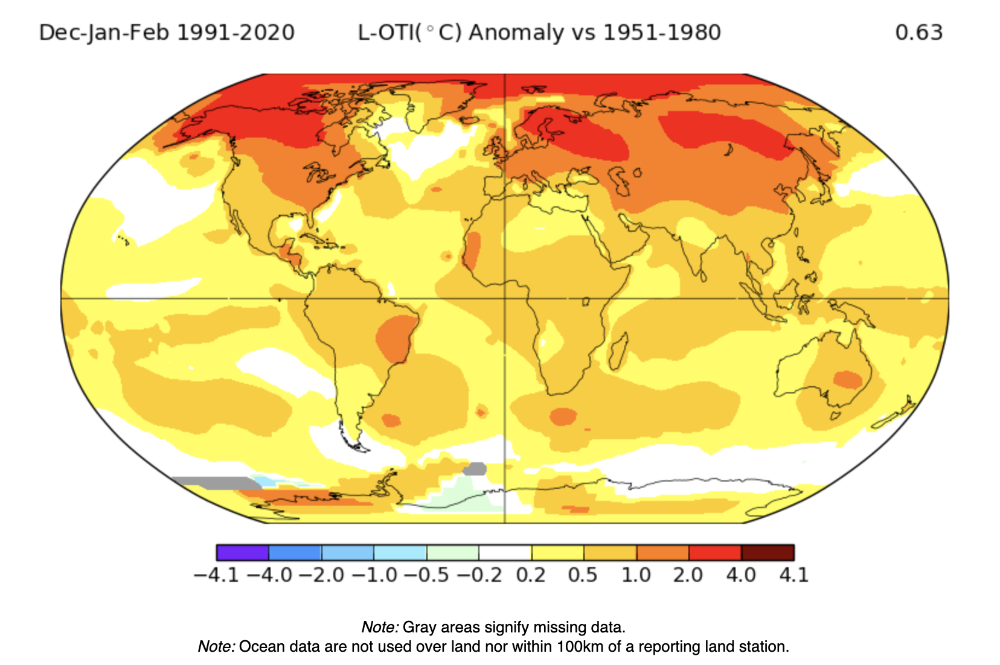 Dec-Jan-Feb 1991-2020 L-OTI(°C) Anomaly vs 1951-1980 0.63
−4.1 −4.0 −2.0 −1.0 −0.5 −0.2 0.2 0.5 1.0 2.0 4.0 4.1
Note: Gray areas signify missing data.
Note: Ocean data are not used over land nor within 100km of a reporting land station.